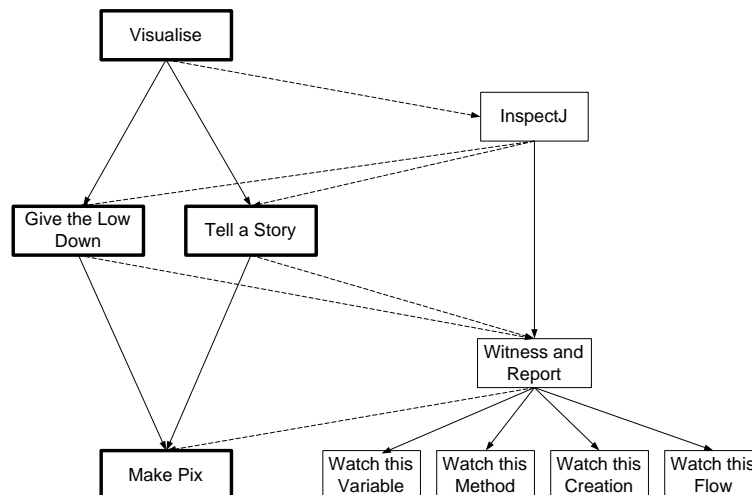 Visualise
InspectJ
Give the Low
Down
Tell a Story
Witness and
Report
Make Pix
Watch this
Variable
Watch this
Method
Watch this
Creation
Watch this
Flow